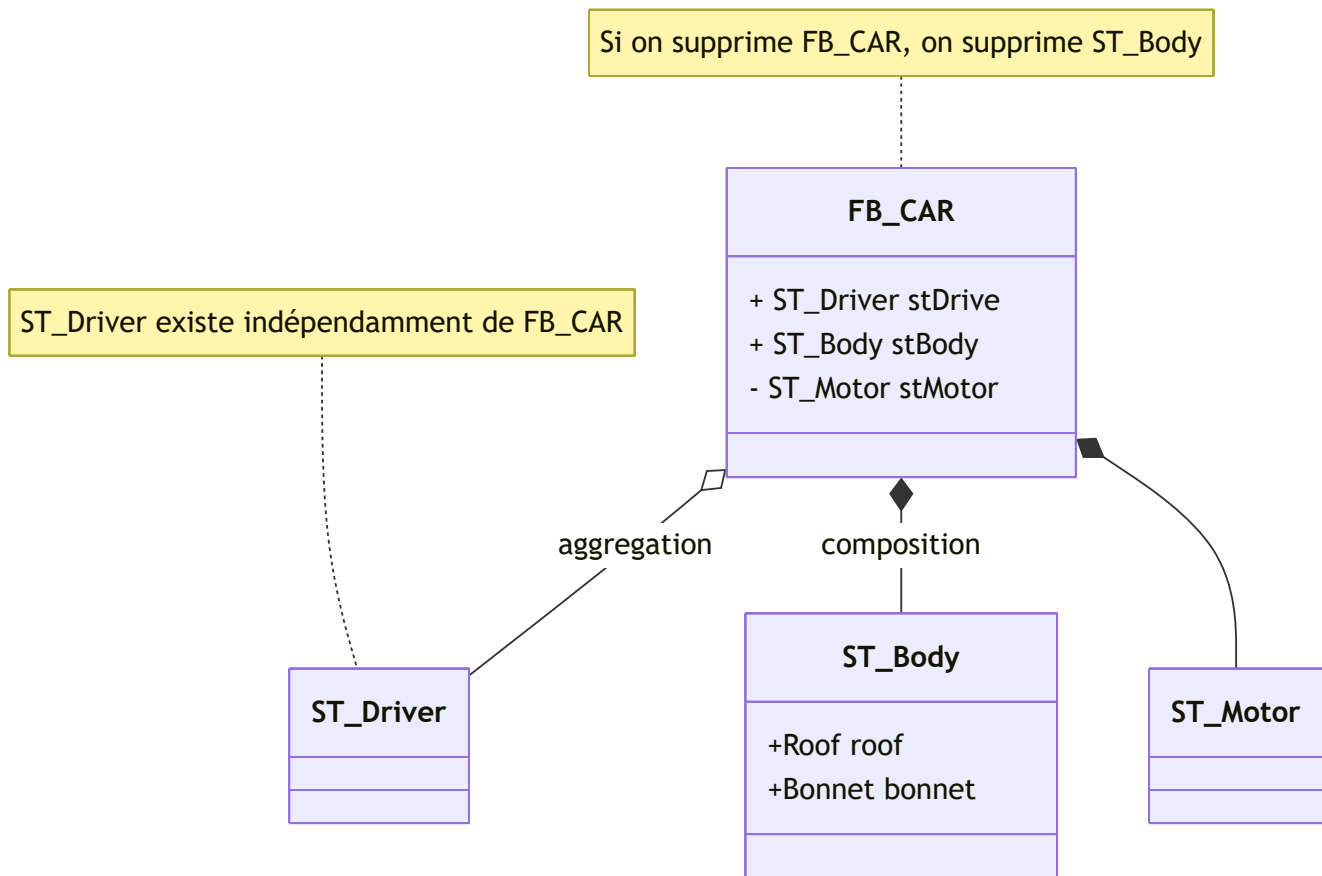 Si on supprime FB_CAR, on supprime ST_Body
FB_CAR
+ ST_Driver stDrive
+ ST_Body stBody
- ST_Motor stMotor
ST_Driver existe indépendamment de FB_CAR
aggregation
composition
ST_Driver
ST_Body
+Roof roof
+Bonnet bonnet
ST_Motor